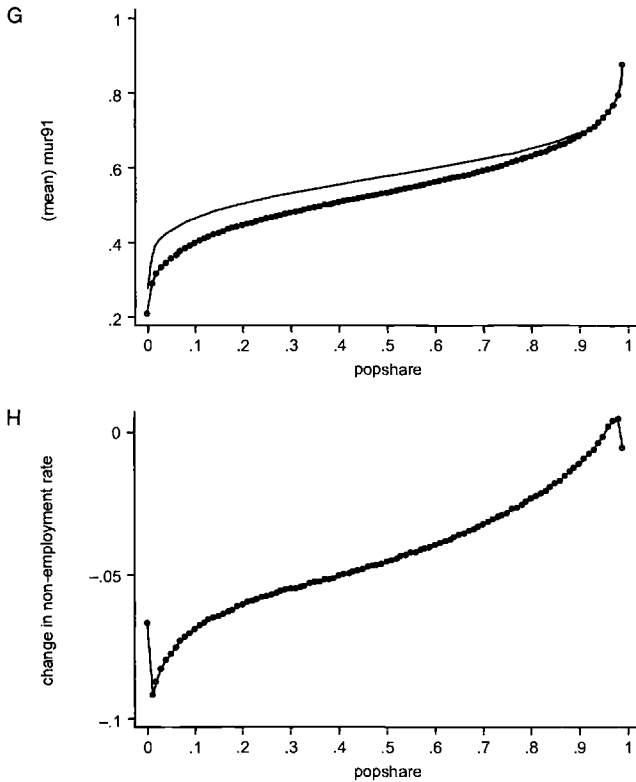 G
1
.8
.6
.4
.2
(mean) mur91
0 .1 .2 .3 .4 .5 .6 .7 .8 .9 1
popshare
H
0
–.05
–.1
change in non-employment rate
0 .1 .2 .3 .4 .5 .6 .7 .8 .9 1
popshare